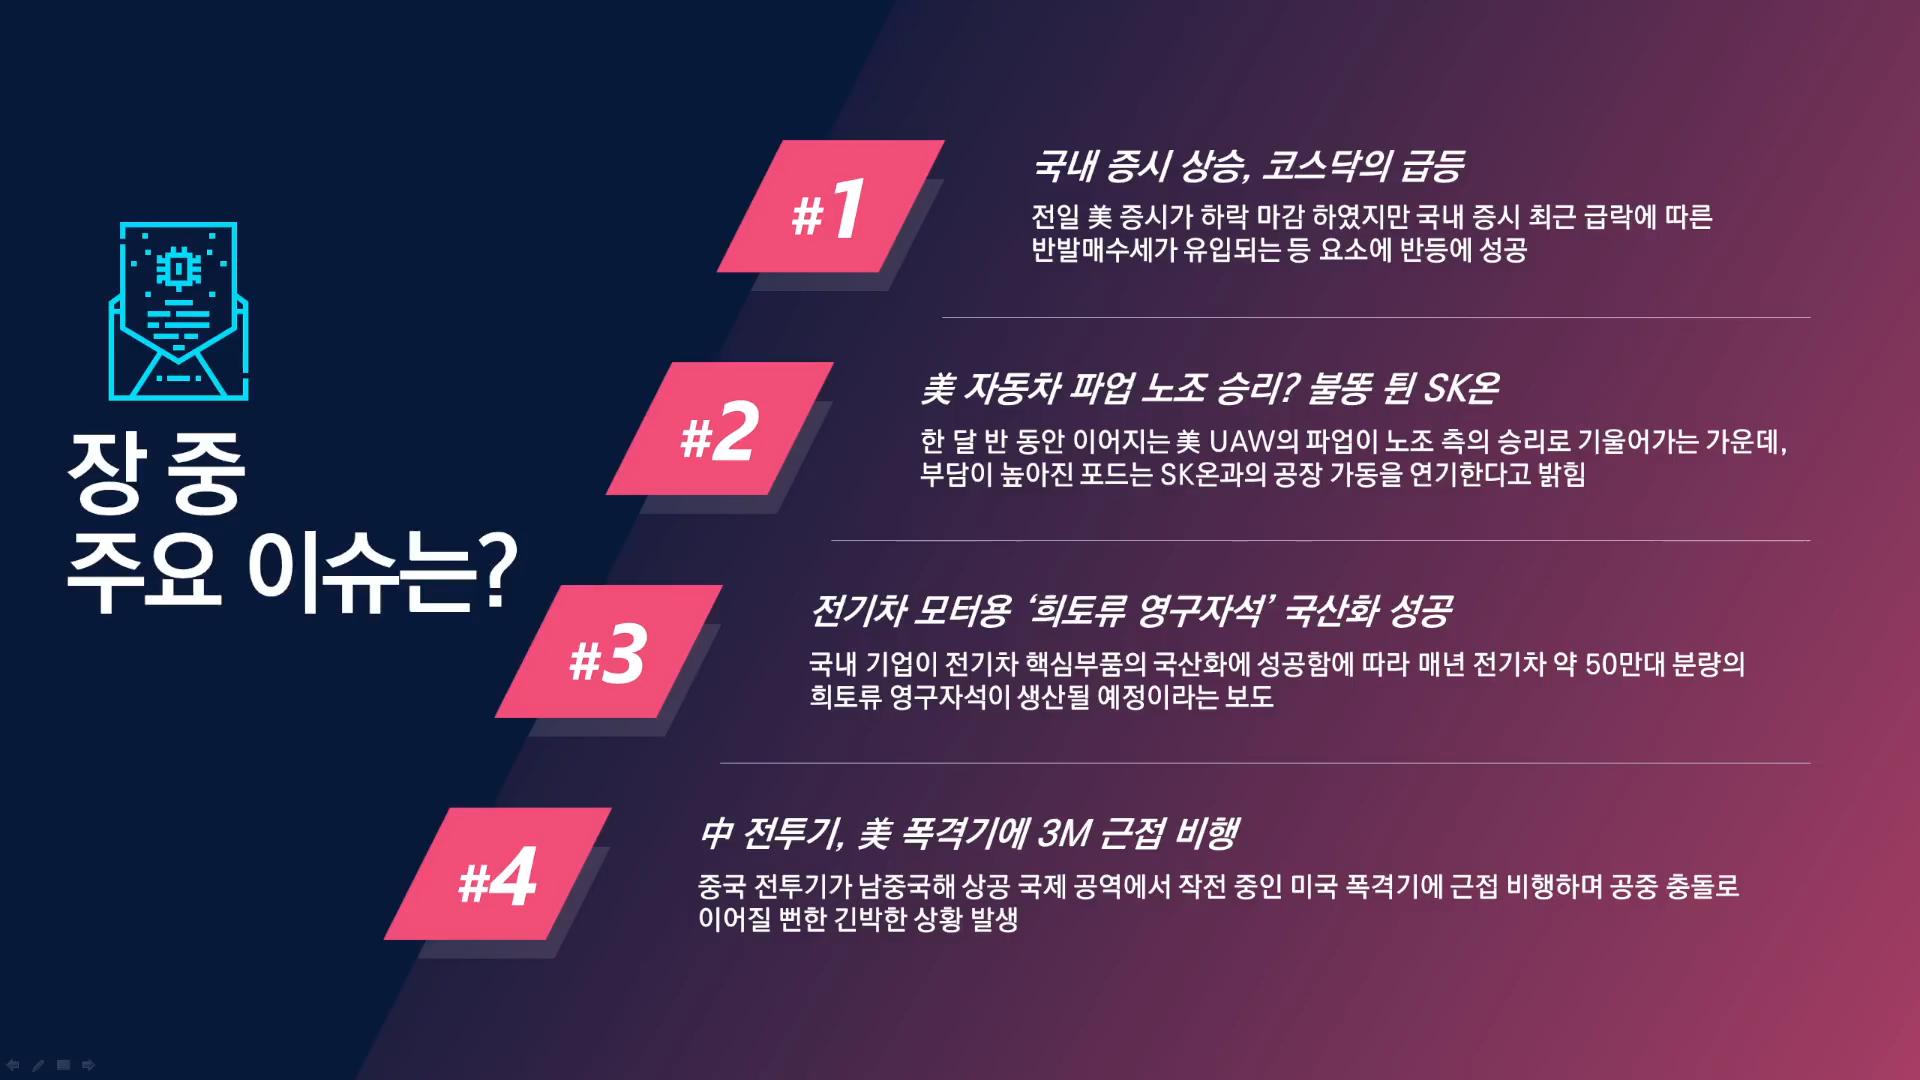 장 중
주요 이슈는?
#1
국내 증시 상승, 코스닥의 급등
전일 美 증시가 하락 마감 하였지만 국내 증시 최근 급락에 따른
반발매수세가 유입되는 등 요소에 반등에 성공
#2
美 자동차 파업 노조 승리? 불똥 튄 SK온
한 달 반 동안 이어지는 美 UAW의 파업이 노조 측의 승리로 기울어가는 가운데,
부담이 높아진 포드는 SK온과의 공장 가동을 연기한다고 밝힘
#3
전기차 모터용 ‘희토류 영구자석’ 국산화 성공
국내 기업이 전기차 핵심부품의 국산화에 성공함에 따라 매년 전기차 약 50만대 분량의
희토류 영구자석이 생산될 예정이라는 보도
#4
中 전투기, 美 폭격기에 3M 근접 비행
중국 전투기가 남중국해 상공 국제 공역에서 작전 중인 미국 폭격기에 근접 비행하며 공중 충돌로
이어질 뻔한 긴박한 상황 발생